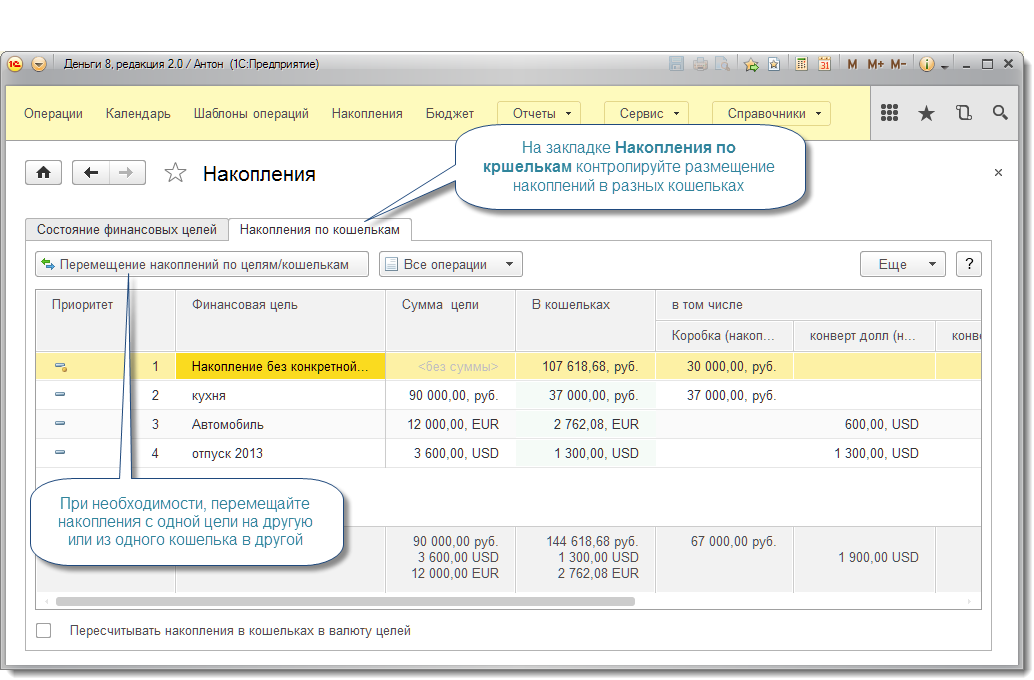 Деньги 8, редакция 2.0 / Антон (1С:Предприятие)
31 M M+ M-
Операции Календарь Шаблоны операций Накопления Бюджет Отчеты Сервис Справочники
На закладке Накопления по
кршелькам контролируйте размещение
накоплений в разных кошельках
Накопления
Состояние финансовых целей Накопления по кошелькам
Перемещение накоплений по целям/кошелькам Все операции Еще ?
Приоритет Финансовая цель Сумма цели В кошельках в том числе
Коробка (накоп... конверт долл (н... конве
1 Накопление без конкретной... <без суммы> 107 618,68, руб. 30 000,00, руб.
2 кухня 90 000,00, руб. 37 000,00, руб. 37 000,00, руб.
3 Автомобиль 12 000,00, EUR 2 762,08, EUR 600,00, USD
4 отпуск 2013 3 600,00, USD 1 300,00, USD 1 300,00, USD
При необходимости, перемещайте
накопления с одной цели на другую
или из одного кошелька в другой
90 000,00 руб. 144 618,68 руб. 67 000,00 руб.
3 600,00 USD 1 300,00 USD 1 900,00 USD
12 000,00 EUR 2 762,08 EUR
Пересчитывать накопления в кошельках в валюту целей